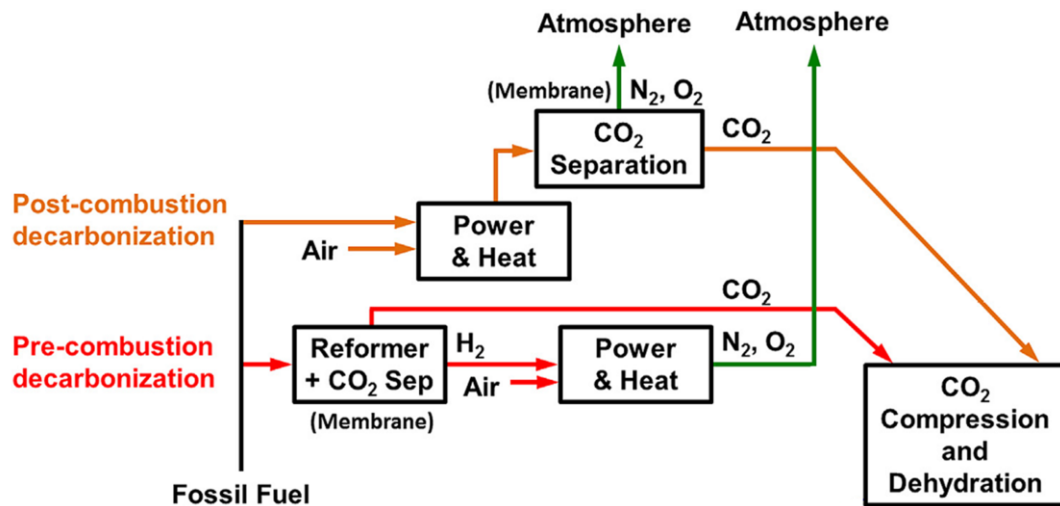 Atmosphere
Atmosphere
(Membrane)
N₂, O₂
CO₂
Separation
CO₂
Post-combustion
decarbonization
Air
Power
& Heat
CO₂
Pre-combustion
decarbonization
Reformer
+ CO₂ Sep
(Membrane)
H₂
Air
Power
& Heat
N₂, O₂
CO₂
Compression
and
Dehydration
Fossil Fuel